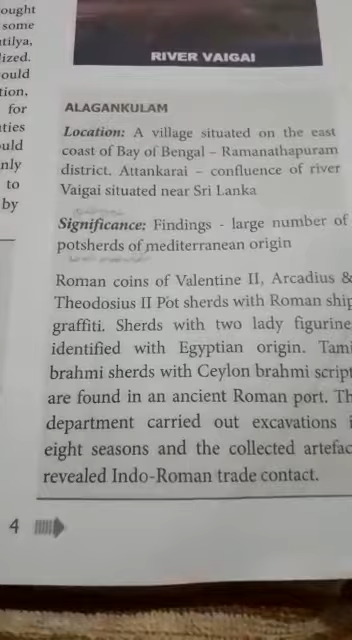 ought
some
tilya,
ized.
ould
tion,
for
ties
uld
nly
to
by
RIVER VAIGAI
ALAGANKULAM
Location: A village situated on the east
coast of Bay of Bengal – Ramanathapuram
district. Attankarai – confluence of river
Vaigai situated near Sri Lanka
Significance: Findings - large number of
potsherds of mediterranean origin
Roman coins of Valentine II, Arcadius &
Theodosius II Pot sherds with Roman ship
graffiti. Sherds with two lady figurine
identified with Egyptian origin. Tami
brahmi sherds with Ceylon brahmi script
are found in an ancient Roman port. Th
department carried out excavations i
eight seasons and the collected artefac
revealed Indo-Roman trade contact.
4